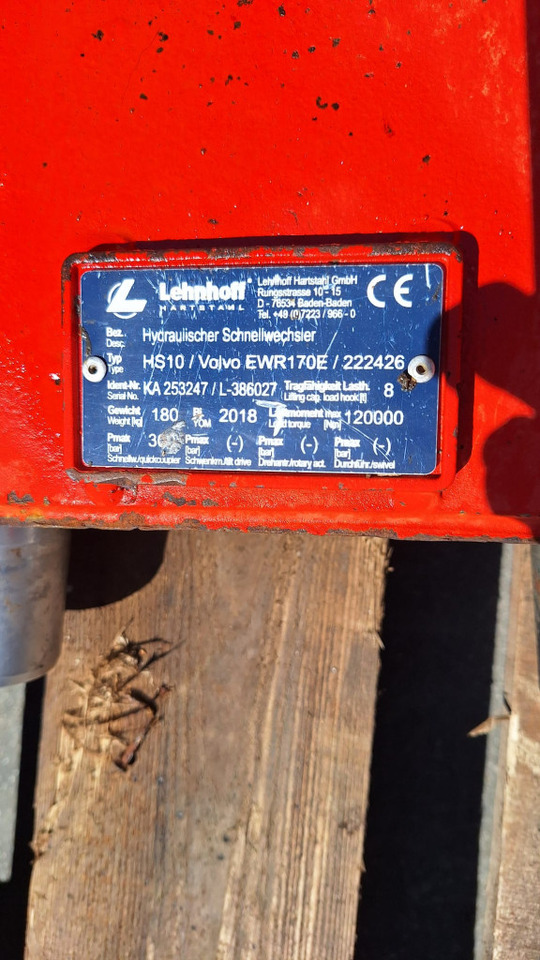 Lehnhoff®
HARTSTAHL
Lehnhoff Hartstahl GmbH
Rungsstrasse 10 - 15
D - 76534 Baden-Baden
Tel. +49 (0)7223 / 966 - 0
CE
Bez. Hydraulischer Schnellwechsler
Desc.
Typ HS10 / Volvo EWR170E / 222426
Type
Ident-Nr. KA 253247 / L-386027 Tragfähigkeit Lasth. 8
Serial No. Lifting cap. load hook [t]
Gewicht 180 Bj. 2018 max 120000
Weight [kg] YOM Load torque [Nm]
Pmax Pmax (-) Pmax (-) Pmax (-)
[bar] [bar] [bar] [bar]
Schnellw./quickcoupler Schwenkm./tilt drive Drehantr./rotary act. Durchführ./swivel